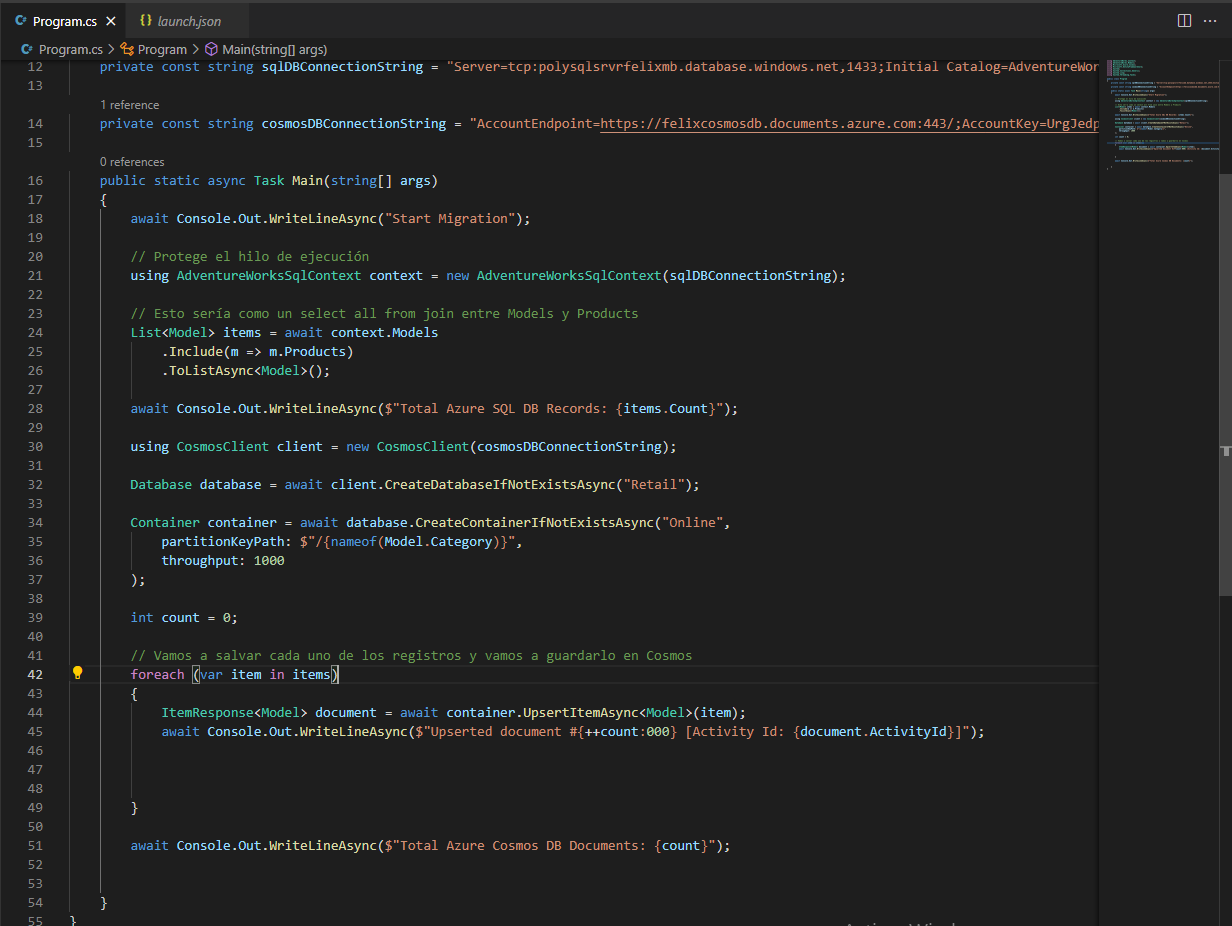 Program.cs
launch.json
Program.cs > Program > Main(string[] args)
12 private const string sqlDBConnectionString = "Server=tcp:polysqlsrvrfelixmb.database.windows.net,1433;Initial Catalog=AdventureWor
13
1 reference
14 private const string cosmosDBConnectionString = "AccountEndpoint=https://felixcosmosdb.documents.azure.com:443/;AccountKey=UrgJedp
15
0 references
16 public static async Task Main(string[] args)
17 {
18 await Console.Out.WriteLineAsync("Start Migration");
19
20 // Protege el hilo de ejecución
21 using AdventureWorksSqlContext context = new AdventureWorksSqlContext(sqlDBConnectionString);
22
23 // Esto sería como un select all from join entre Models y Products
24 List<Model> items = await context.Models
25 .Include(m => m.Products)
26 .ToListAsync<Model>();
27
28 await Console.Out.WriteLineAsync($"Total Azure SQL DB Records: {items.Count}");
29
30 using CosmosClient client = new CosmosClient(cosmosDBConnectionString);
31
32 Database database = await client.CreateDatabaseIfNotExistsAsync("Retail");
33
34 Container container = await database.CreateContainerIfNotExistsAsync("Online",
35 partitionKeyPath: $"/{nameof(Model.Category)}",
36 throughput: 1000
37 );
38
39 int count = 0;
40
41 // Vamos a salvar cada uno de los registros y vamos a guardarlo en Cosmos
42 foreach (var item in items)
43 {
44 ItemResponse<Model> document = await container.UpsertItemAsync<Model>(item);
45 await Console.Out.WriteLineAsync($"Upserted document #{++count:000} [Activity Id: {document.ActivityId}]");
46
47
48
49 }
50
51 await Console.Out.WriteLineAsync($"Total Azure Cosmos DB Documents: {count}");
52
53
54 }
55 }